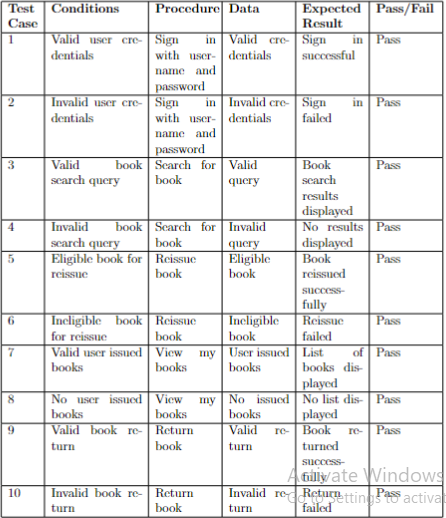 Test Conditions Procedure Data Expected Pass/Fail
Case Result
1 Valid user cre- Sign in Valid cre- Sign in Pass
dentials with user- dentials successful
name and
password
2 Invalid user cre- Sign in Invalid cre- Sign in Pass
dentials with user- dentials failed
name and
password
3 Valid book Search for Valid Book Pass
search query book query search
results
displayed
4 Invalid book Search for Invalid No results Pass
search query book query displayed
5 Eligible book for Reissue Eligible Book Pass
reissue book book reissued
success-
fully
6 Ineligible book Reissue Ineligible Reissue Pass
for reissue book book failed
7 Valid user issued View my User issued List of Pass
books books books books dis-
played
8 No user issued View my No issued No list dis- Pass
books books books played
9 Valid book re- Return Valid re- Book re- Pass
turn book turn turned
success-
fully
Activate Windows
10 Invalid book re- Return Invalid re- Return Pass
turn book turn failed
Go to Settings to activat